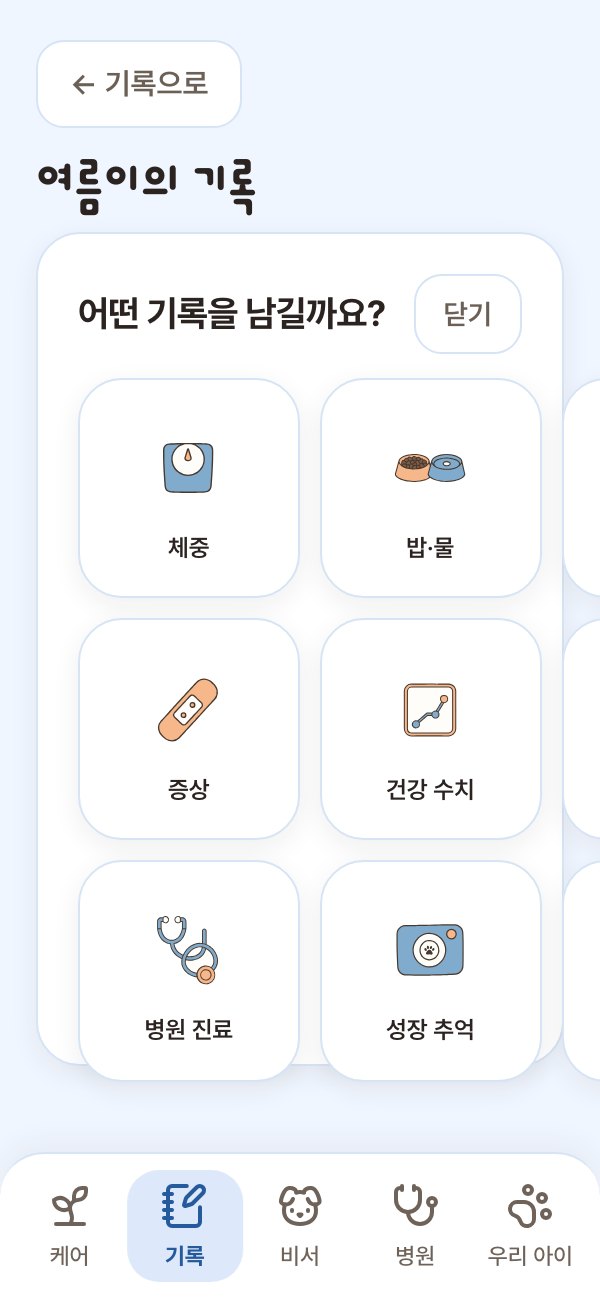 ← 기록으로
여름이의 기록
어떤 기록을 남길까요? 닫기
체중 밥·물
증상 건강 수치
병원 진료 성장 추억
케어 기록 비서 병원 우리 아이